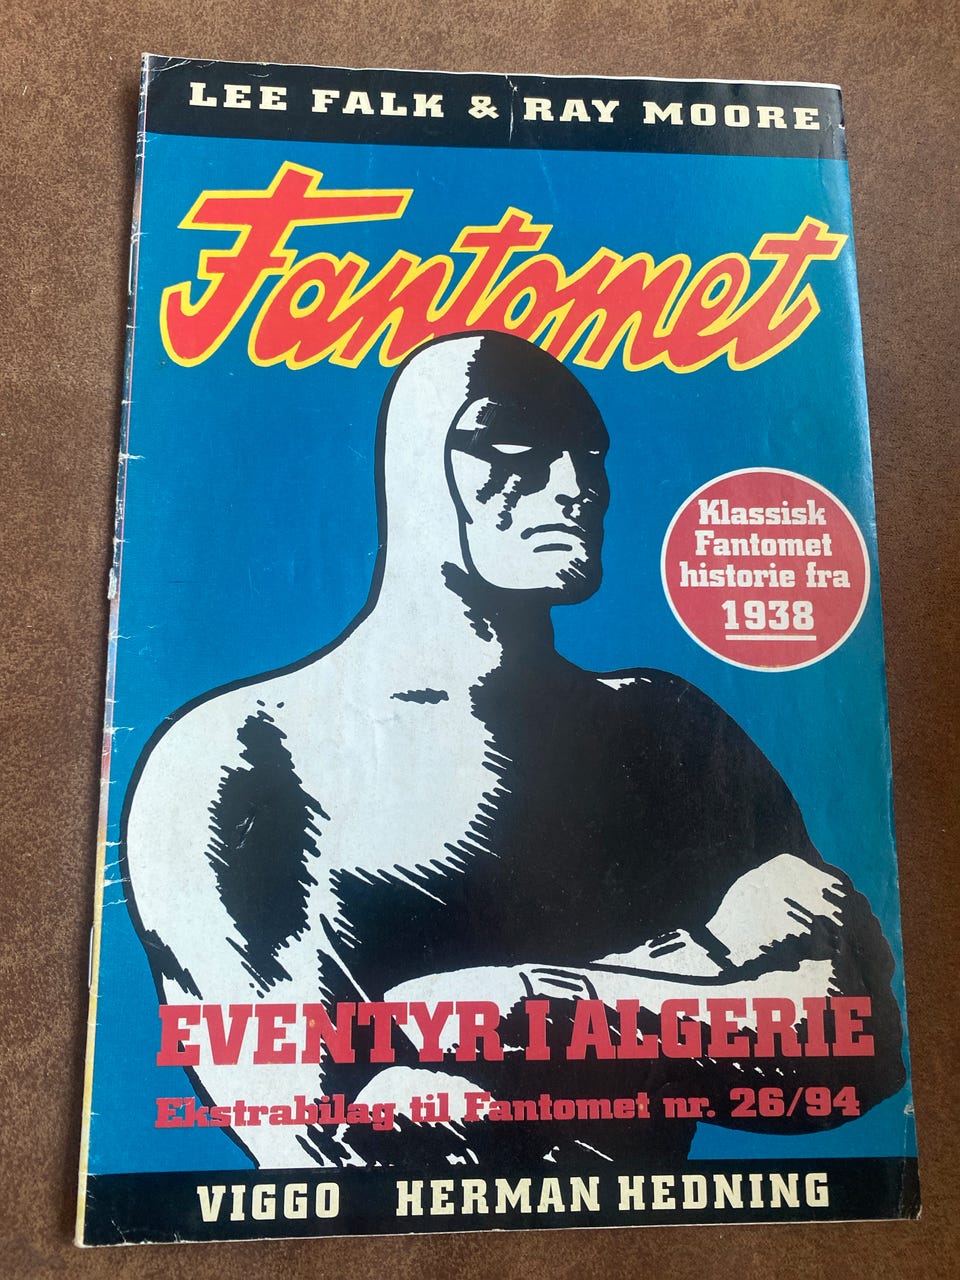 LEE FALK & RAY MOORE
Fantomet
Klassisk
Fantomet
historie fra
1938
EVENTYR I ALGERIE
Ekstrabilag til Fantomet nr. 26/94
VIGGO HERMAN HEDNING